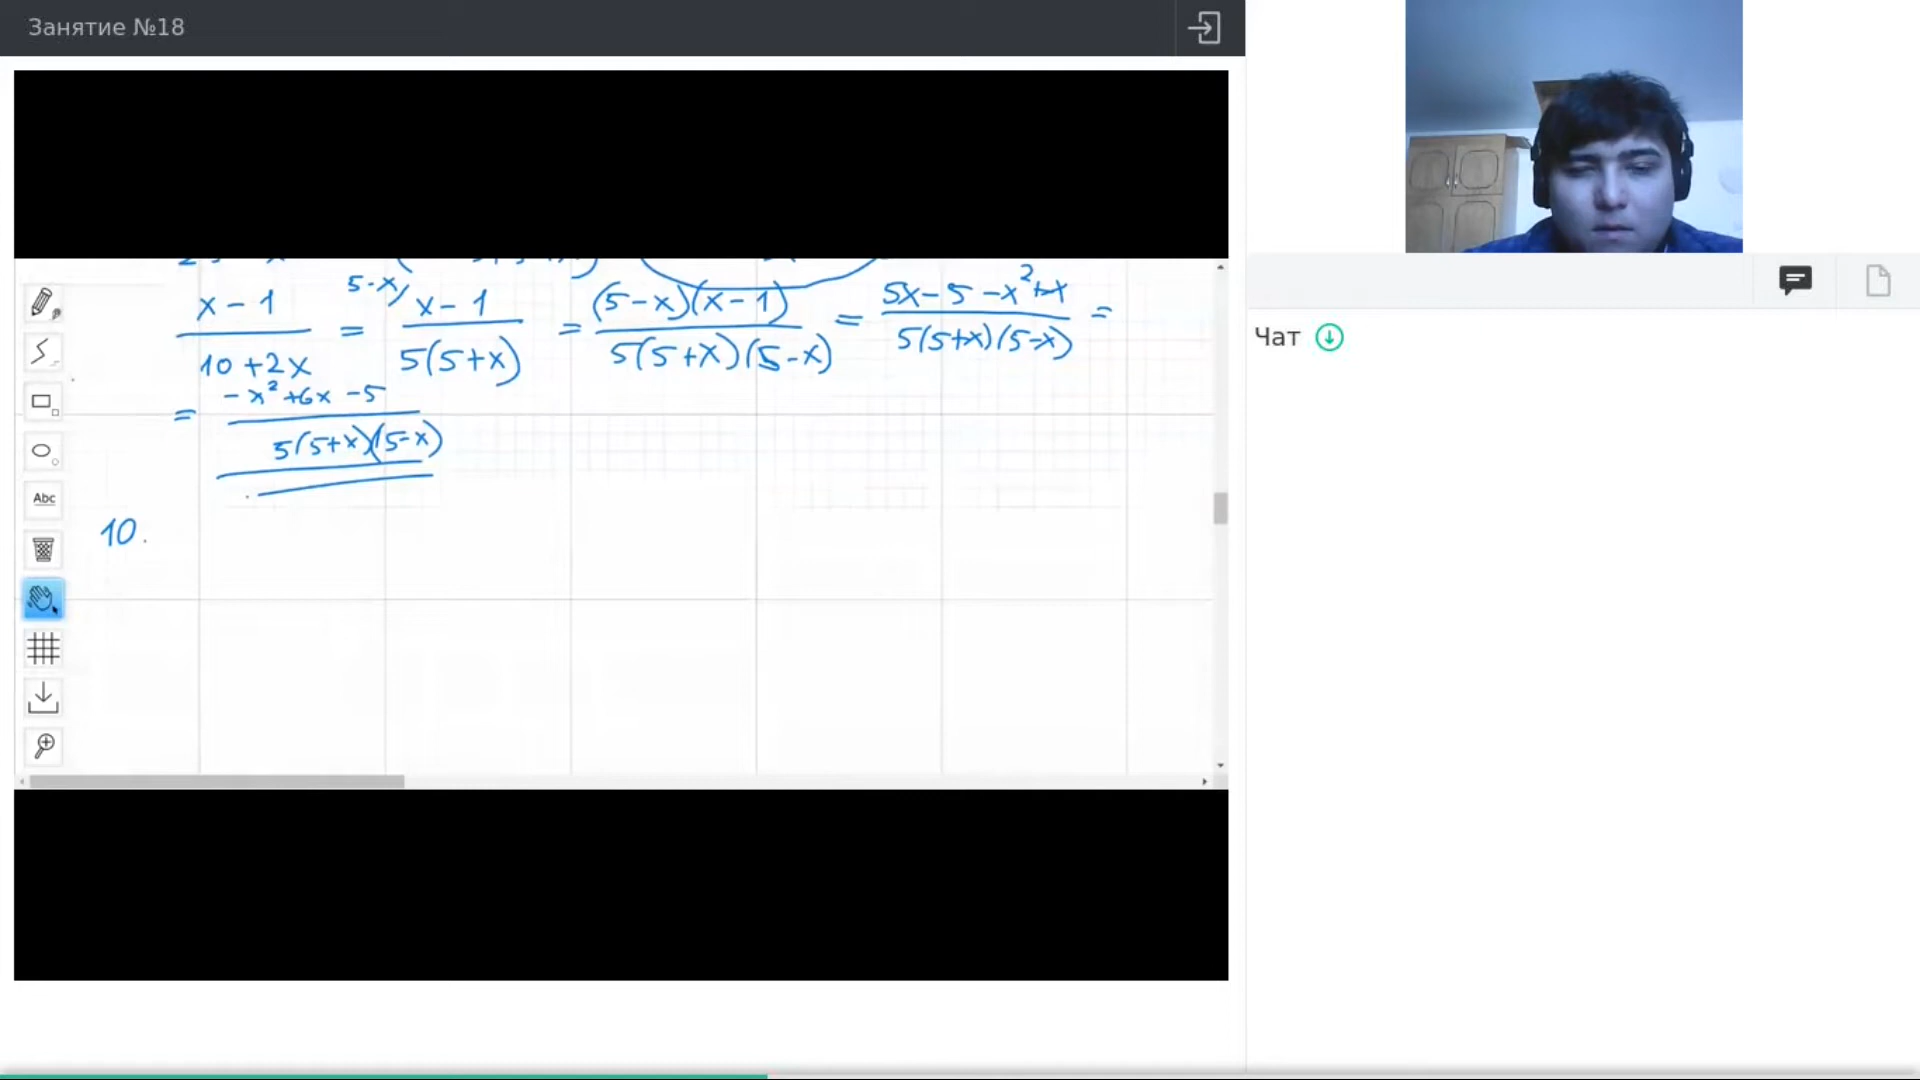 Занятие №18
x - 1 / 10 + 2x = 5-x/ x - 1 / 5(5+x) = (5-x)(x-1) / 5(5+x)(5-x) = 5x - 5 - x² + x / 5(5+x)(5-x) =
= -x² + 6x - 5 / 5(5+x)(5-x)
10.
Abc
Чат